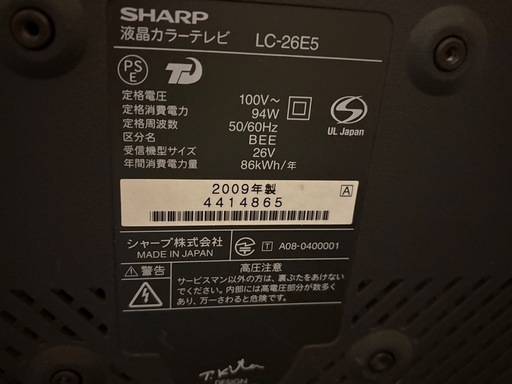 SHARP
液晶カラーテレビ LC-26E5
PS
E
定格電圧 100V～
定格消費電力 94W
定格周波数 50/60Hz
区分名 BEE
受信機型サイズ 26V
年間消費電力量 86kWh/年
UL Japan
2009年製 A
4414865
シャープ株式会社
MADE IN JAPAN
T A08-0400001
警告 高圧注意
サービスマン以外の方は、裏ぶたをあけない
でください。内部には高電圧部分が数多く
あり、万一さわると危険です。
DESIGN